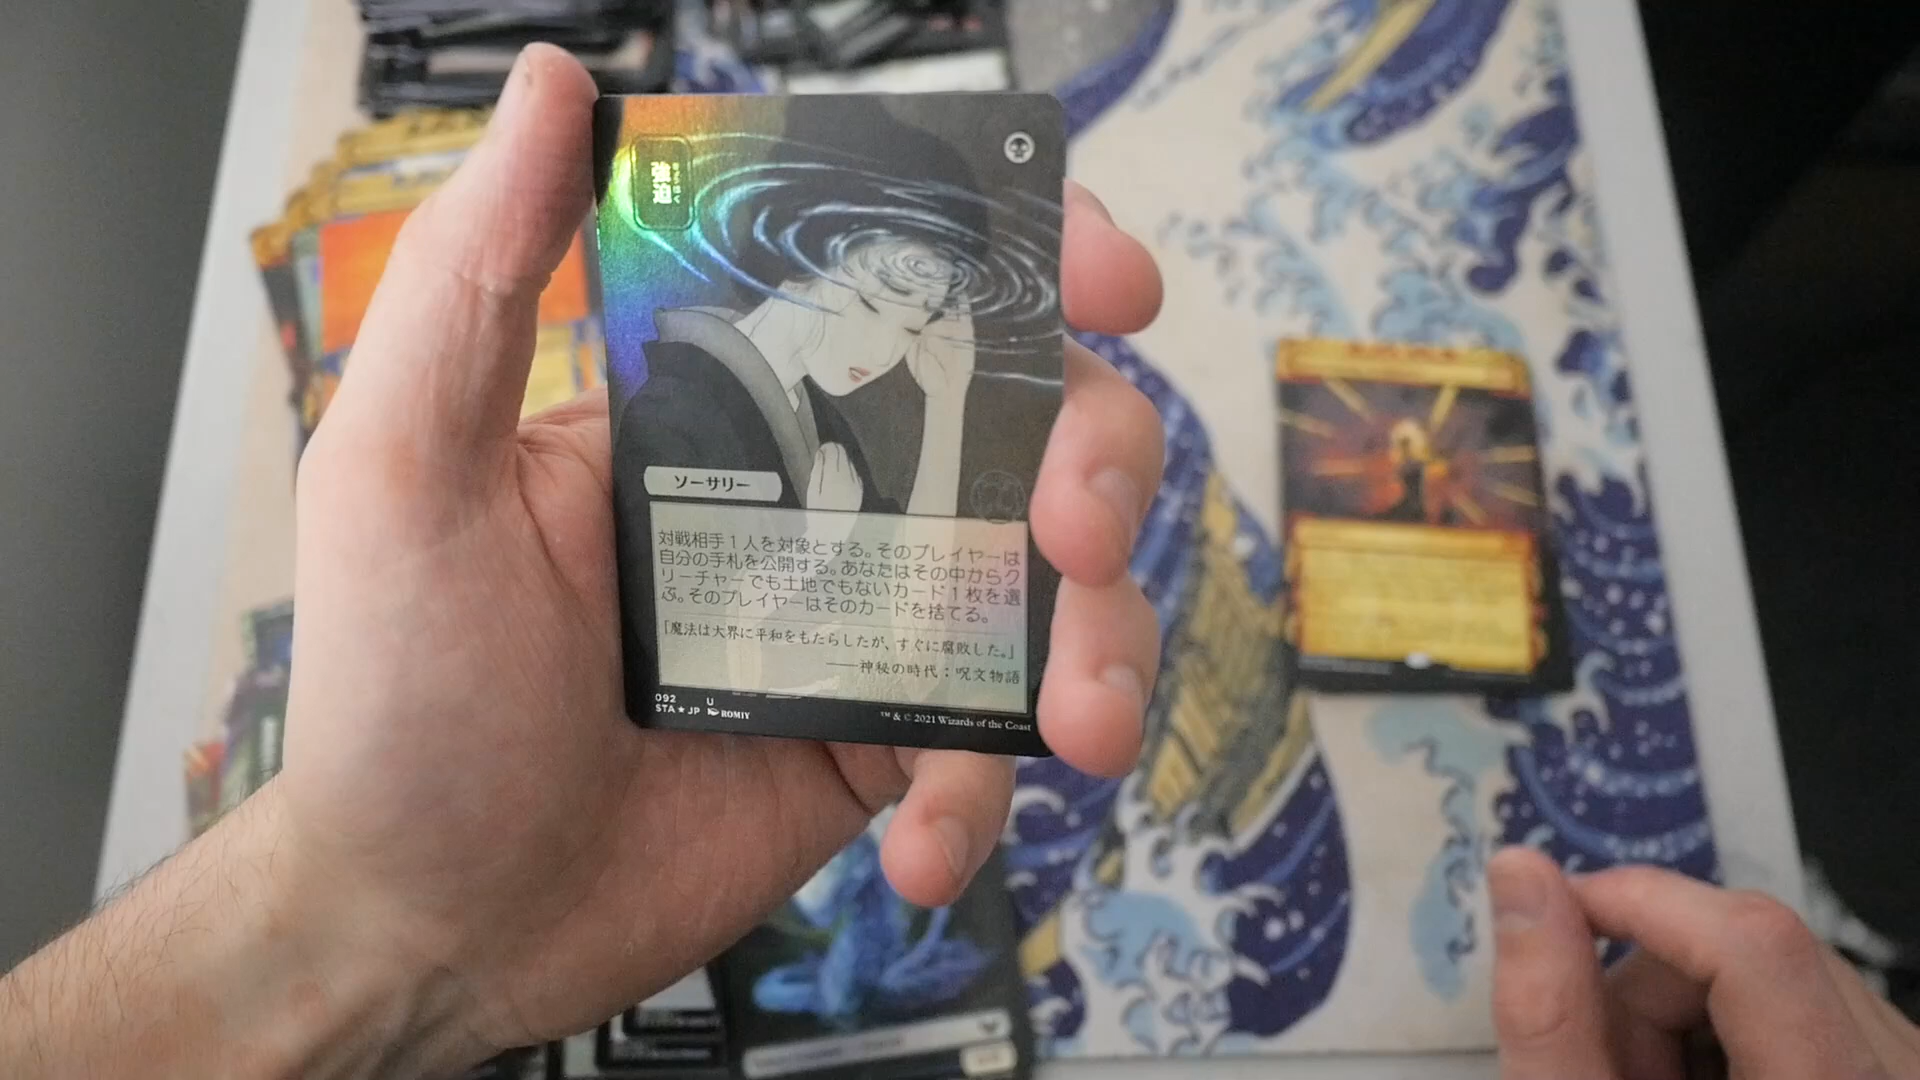 強迫
ソーサリー
対戦相手1人を対象とする。そのプレイヤーは
自分の手札を公開する。あなたはその中からク
リーチャーでも土地でもないカード1枚を選
ぶ。そのプレイヤーはそのカードを捨てる。
「魔法は大界に平和をもたらしたが、すぐに腐敗した。」
——神秘の時代：呪文物語
092 U
STA★JP ROMIY
™ & © 2021 Wizards of the Coast